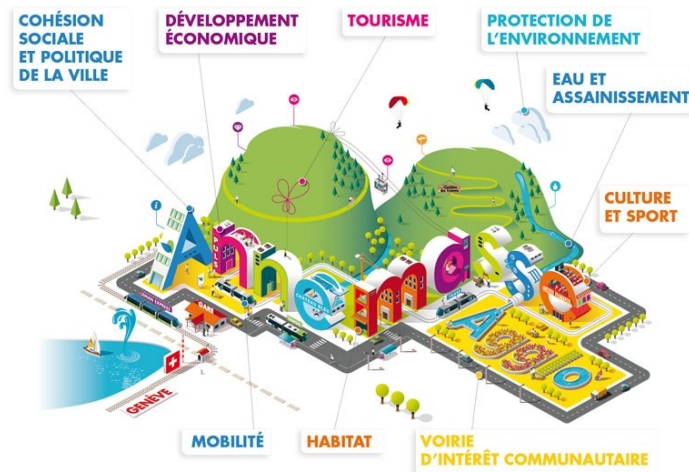 COHÉSION
SOCIALE
ET POLITIQUE
DE LA VILLE
DÉVELOPPEMENT
ÉCONOMIQUE
TOURISME
PROTECTION DE
L'ENVIRONNEMENT
EAU ET
ASSAINISSEMENT
CULTURE
ET SPORT
Annemasse
Agglo
GARE
GENÈVE
MOBILITÉ
HABITAT
VOIRIE
D'INTÉRÊT COMMUNAUTAIRE